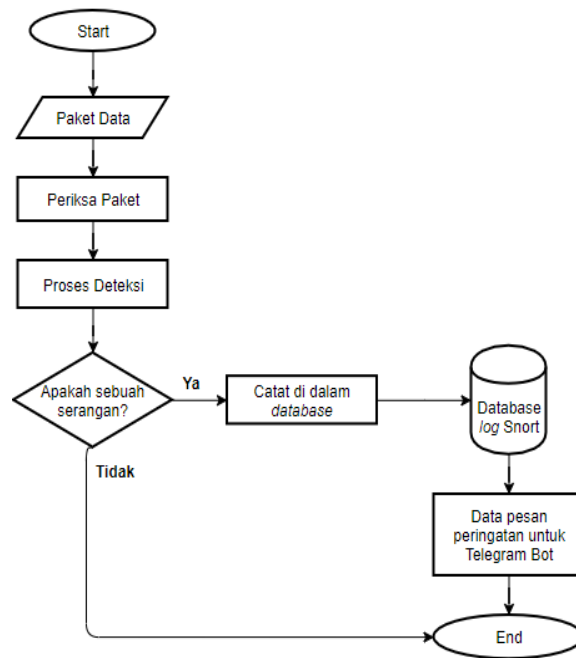 Start
Paket Data
Periksa Paket
Proses Deteksi
Apakah sebuah
serangan?
Ya
Catat di dalam
database
Database
log Snort
Tidak
Data pesan
peringatan untuk
Telegram Bot
End